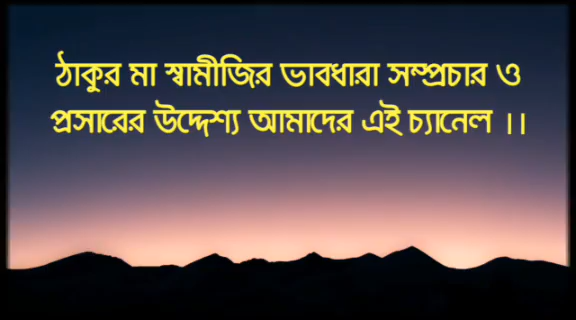 ঠাকুর মা স্বামীজির ভাবধারা সম্প্রচার ও
প্রসারের উদ্দেশ্য আমাদের এই চ্যানেল ।।